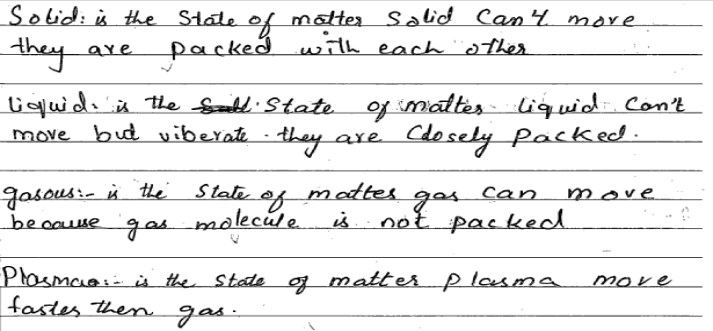 Solid: is the State of matter Solid Can't move
they are packed with each other
liquid: is the State of matter liquid Can't
move but viberate. they are Closely Packed.
gasous:- is the State of matter gas can move
because gas molecule is not packed
Plasma:- is the State of matter plasma move
faster then gas.